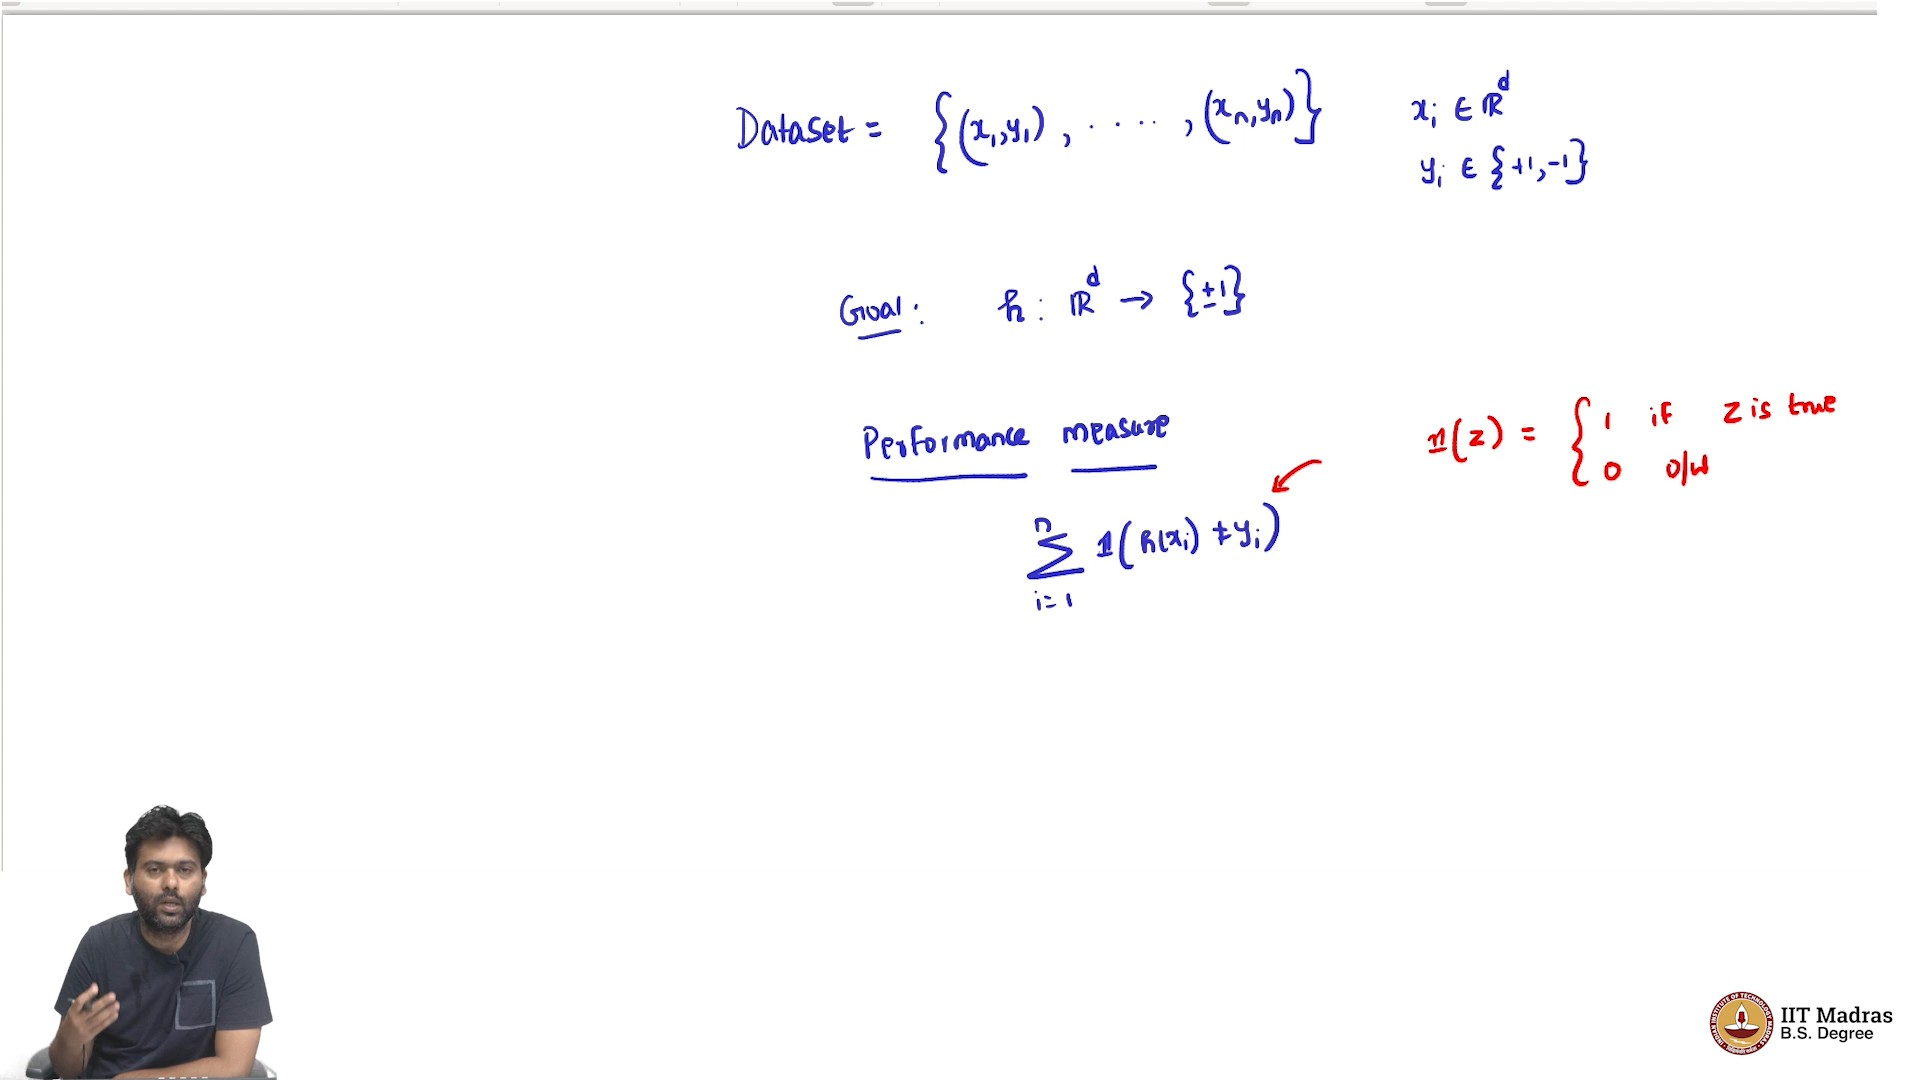 Dataset = {(x₁,y₁), ....., (xₙ,yₙ)} xᵢ ∈ ℝᵈ
yᵢ ∈ {+1,-1}
Goal: h: ℝᵈ → {±1}
Performance measure
𝟙(z) = { 1 if z is true
0 o/w
n
Σ 𝟙(h(xᵢ) ≠ yᵢ)
i=1
IIT Madras
B.S. Degree